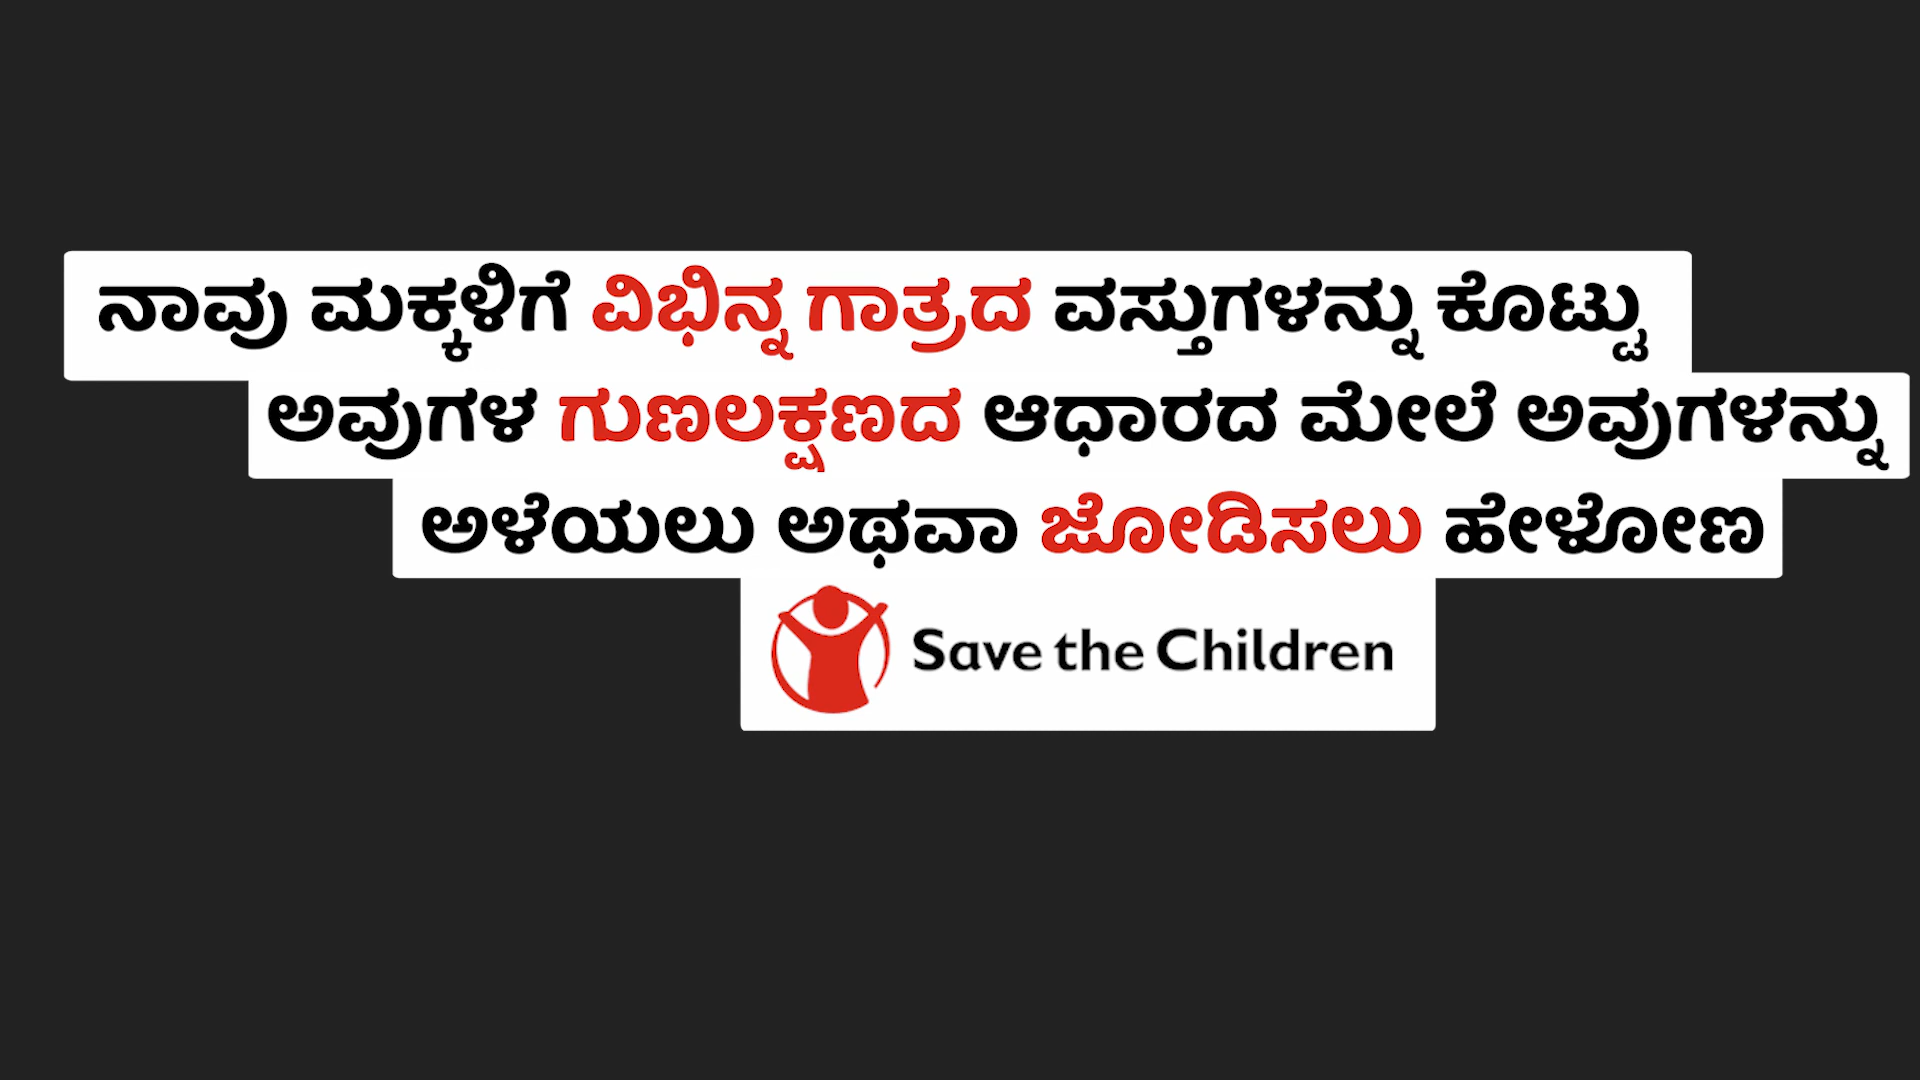 ನಾವು ಮಕ್ಕಳಿಗೆ ವಿಭಿನ್ನ ಗಾತ್ರದ ವಸ್ತುಗಳನ್ನು ಕೊಟ್ಟು
ಅವುಗಳ ಗುಣಲಕ್ಷಣದ ಆಧಾರದ ಮೇಲೆ ಅವುಗಳನ್ನು
ಅಳೆಯಲು ಅಥವಾ ಜೋಡಿಸಲು ಹೇಳೋಣ
Save the Children